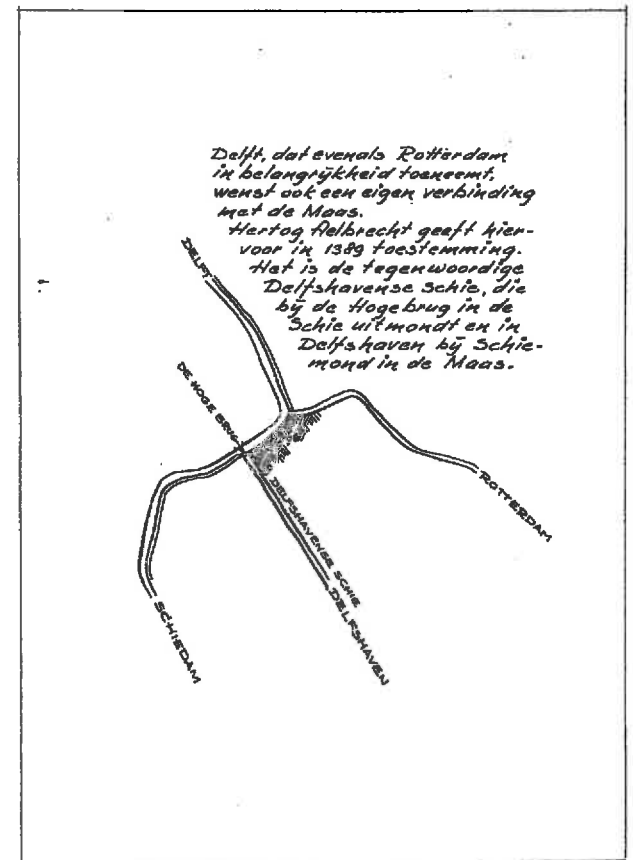 Delft, dat evenals Rotterdam
in belangrijkheid toeneemt,
wenst ook een eigen verbinding
met de Maas.
Hertog Aelbrecht geeft hier-
voor in 1389 toestemming.
Het is de tegenwoordige
Delfshavense Schie, die
bij de Hogebrug in de
Schie uitmondt en in
Delfshaven bij Schie-
mond in de Maas.
DELFT
DE HOGE BRUG
ROTTERDAM
DELFSHAVENSE SCHIE
DELFSHAVEN
SCHIEDAM